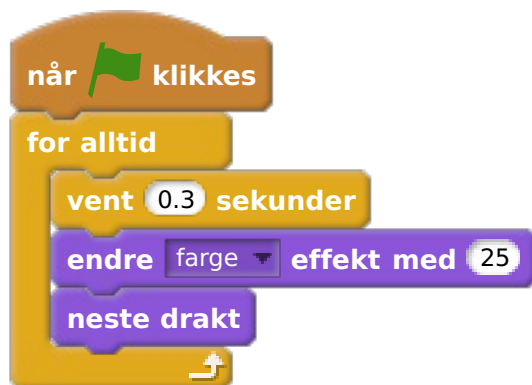 når klikkes
for alltid
vent 0.3 sekunder
endre farge effekt med 25
neste drakt